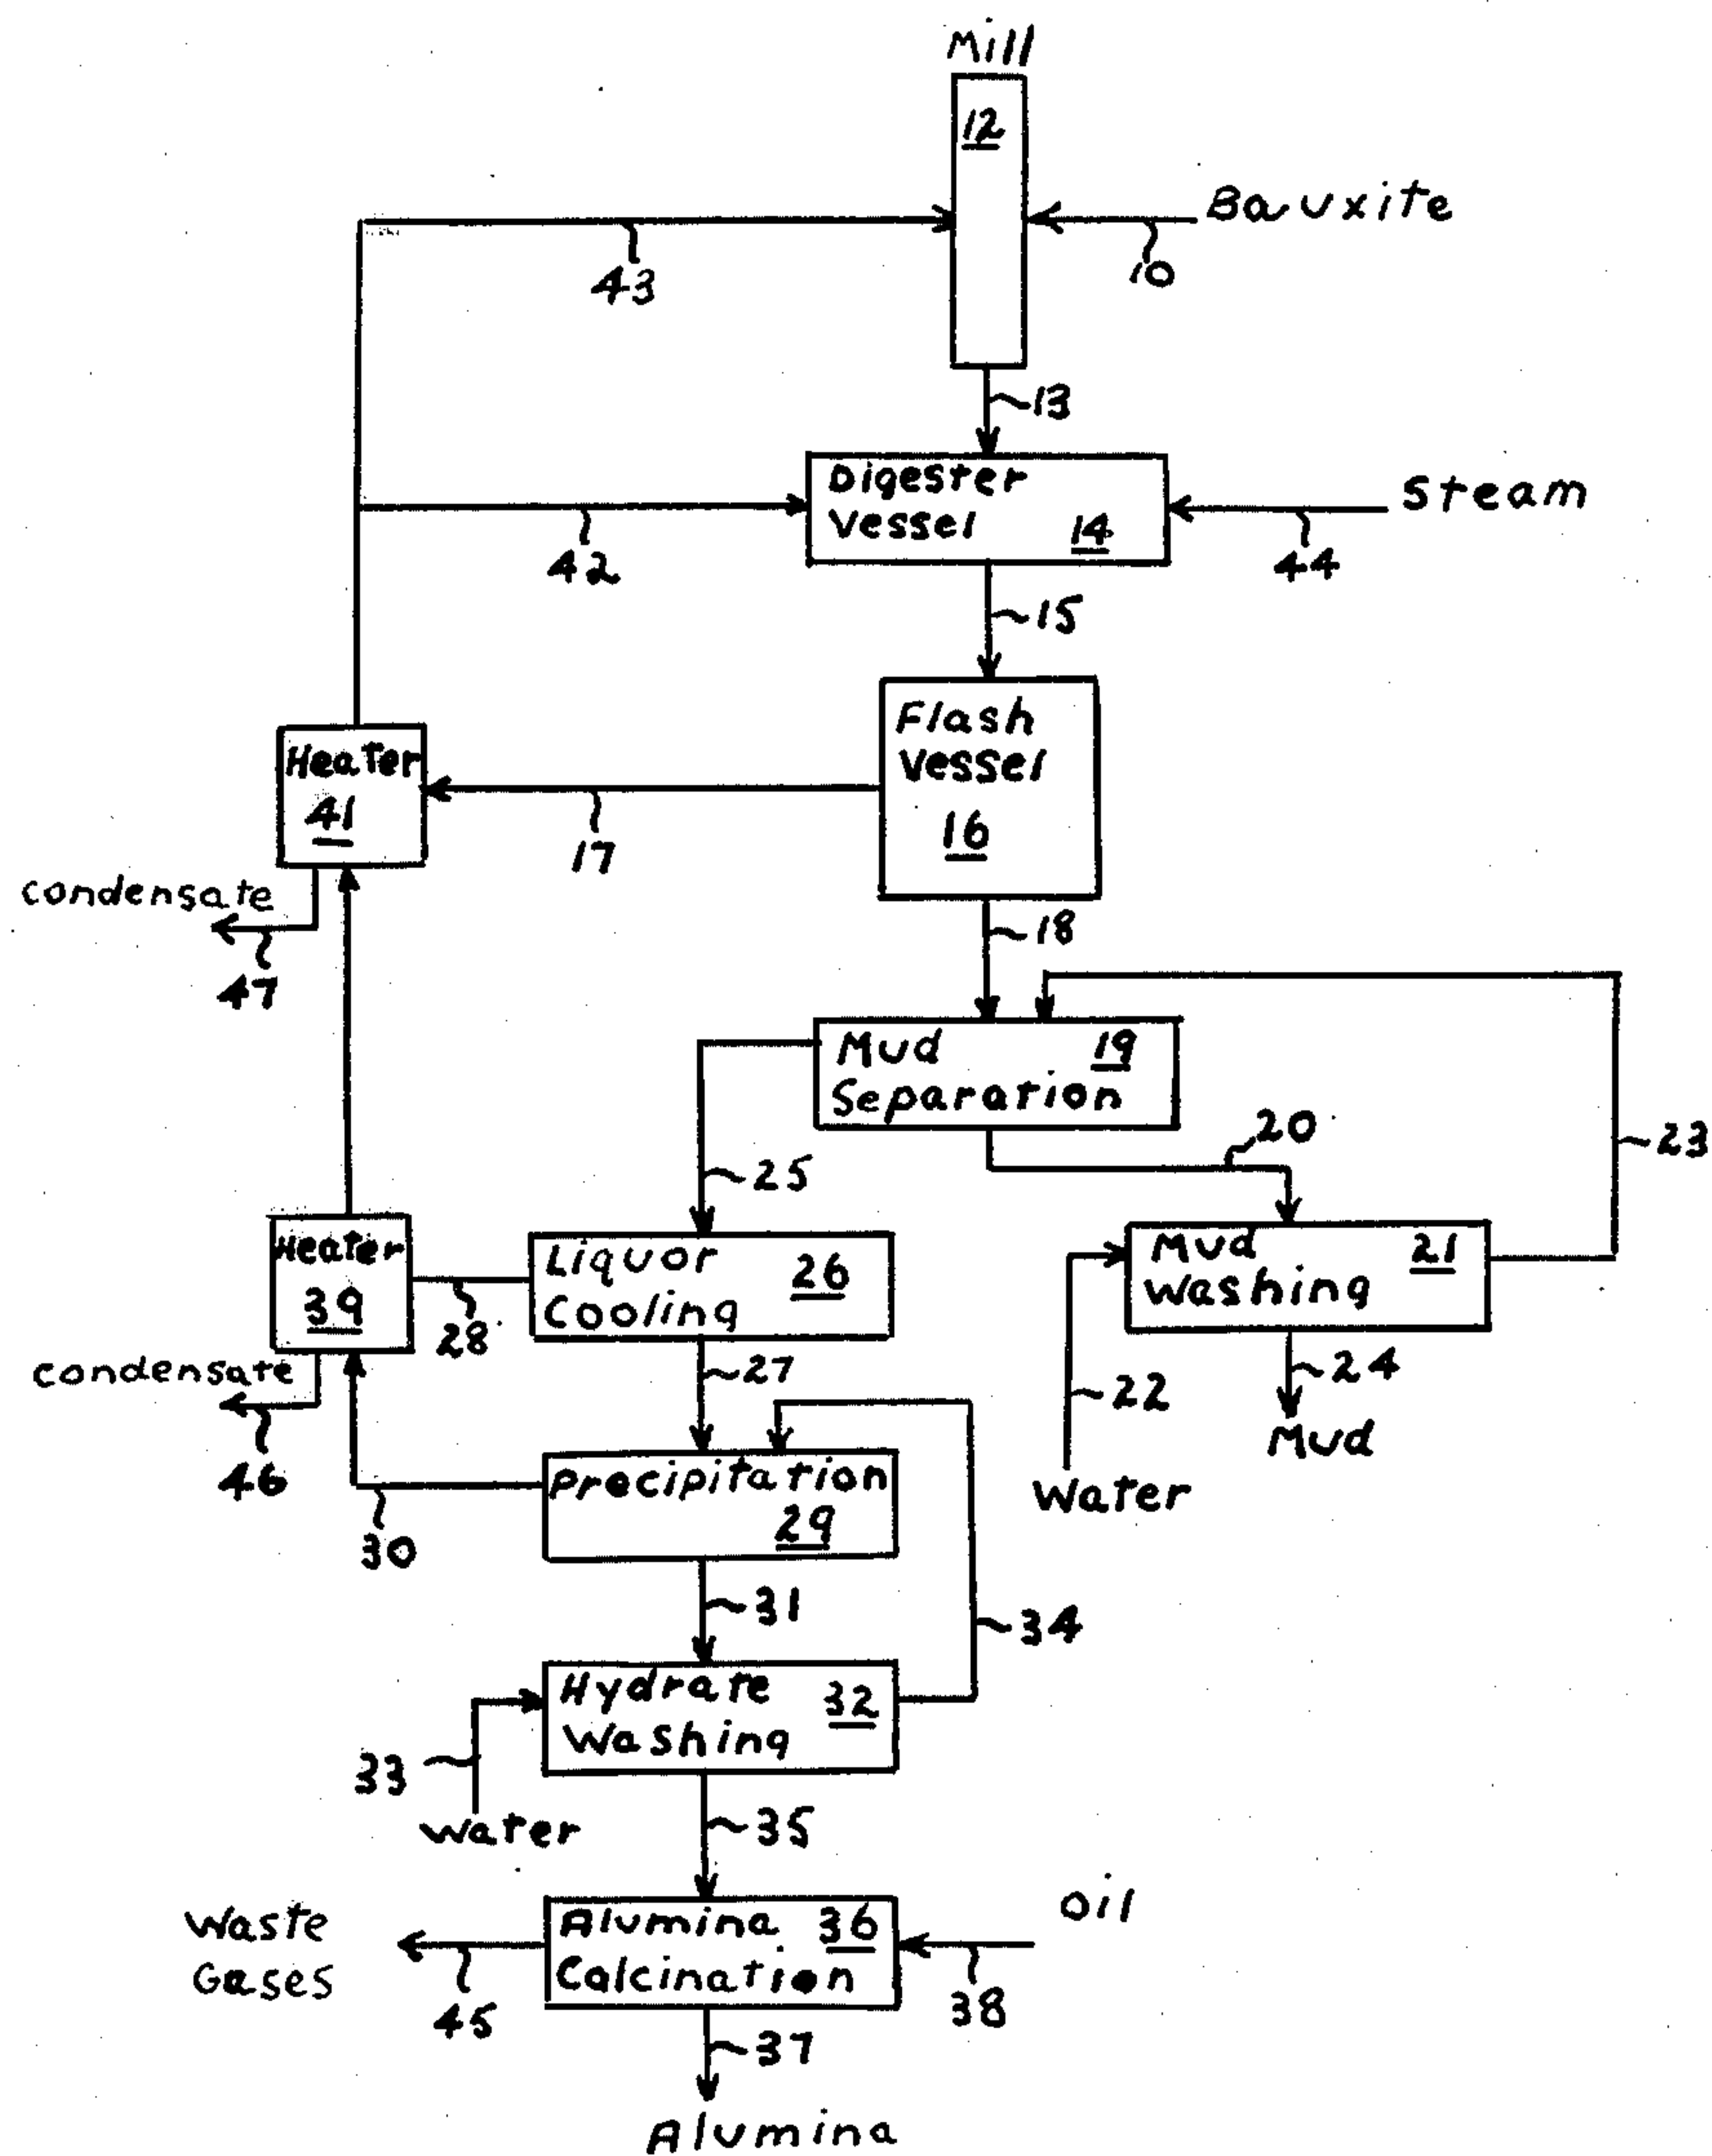 Mill
12
Bauxite
43
10
13
Digester
Vessel
14
Steam
42
44
15
Flash
Vessel
16
Heater
41
17
condensate
47
18
Mud
19
Separation
20
23
25
Heater
39
Liquor
26
Cooling
28
Mud
21
Washing
condensate
46
27
22
24
Mud
Water
Precipitation
29
30
31
34
Hydrate
32
Washing
33
Water
35
Waste
Gases
Alumina
36
Calcination
Oil
45
38
37
Alumina